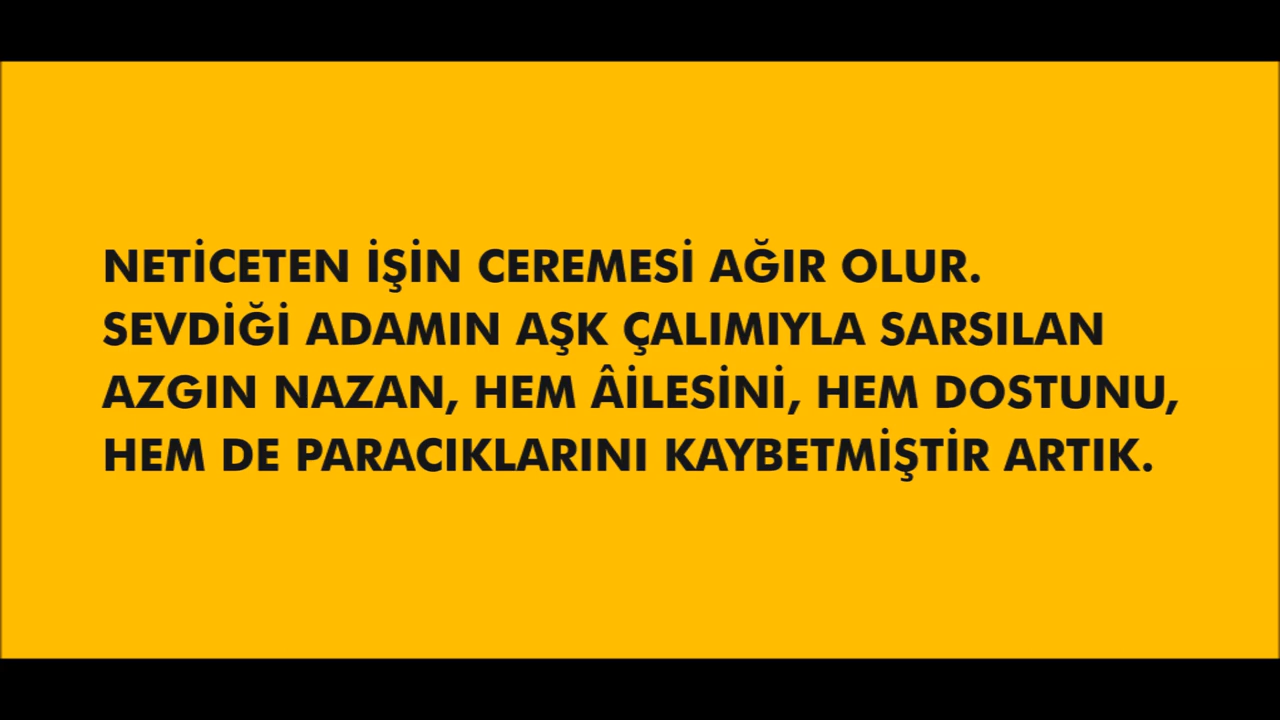 NETİCETEN İŞİN CEREMESİ AĞIR OLUR.
SEVDİĞİ ADAMIN AŞK ÇALIMIYLA SARSILAN
AZGIN NAZAN, HEM ÂİLESİNİ, HEM DOSTUNU,
HEM DE PARACIKLARINI KAYBETMİŞTİR ARTIK.